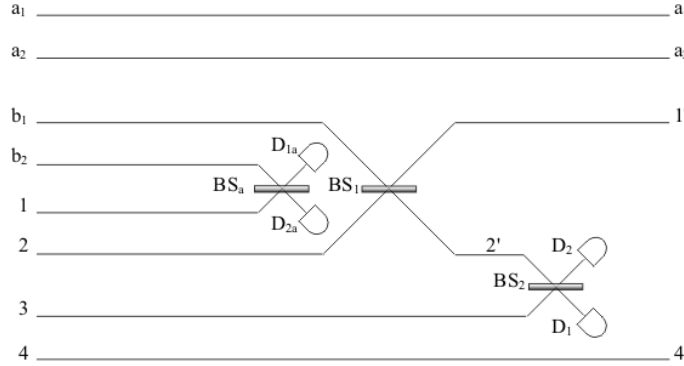 a₁ a
a₂ a
b₁ 1
D₁ₐ
b₂
BSₐ BS₁
1
D₂ₐ
2 2' D₂
BS₂
3
D₁
4 4